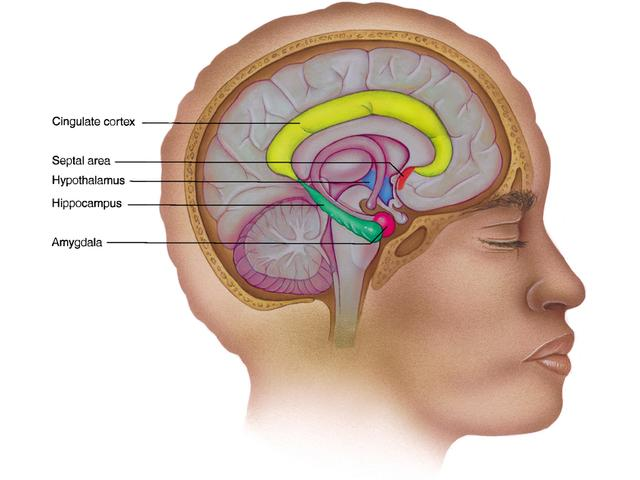 Cingulate cortex
Septal area
Hypothalamus
Hippocampus
Amygdala